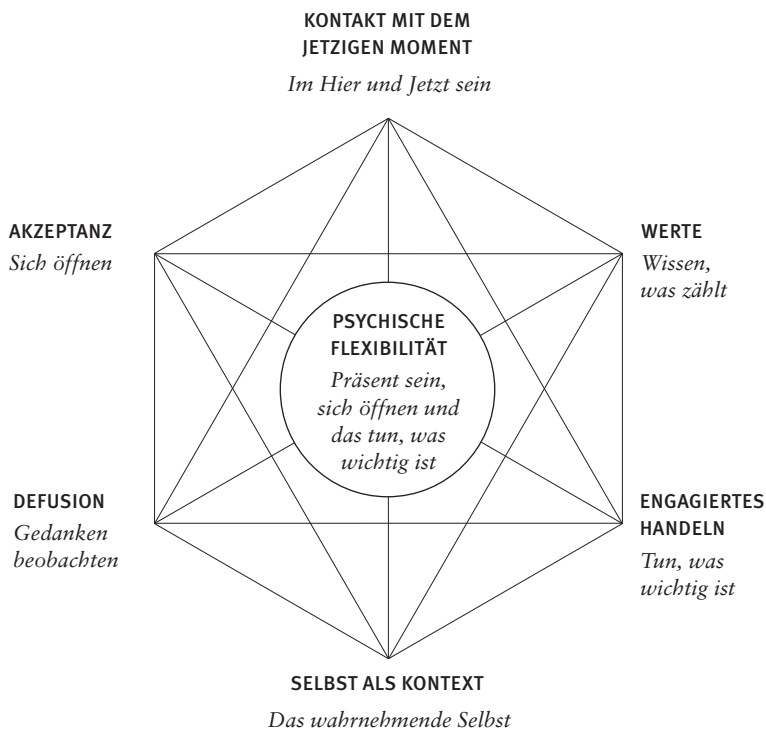 KONTAKT MIT DEM
JETZIGEN MOMENT
Im Hier und Jetzt sein
AKZEPTANZ
Sich öffnen
WERTE
Wissen,
was zählt
PSYCHISCHE
FLEXIBILITÄT
Präsent sein,
sich öffnen und
das tun, was
wichtig ist
DEFUSION
Gedanken
beobachten
ENGAGIERTES
HANDELN
Tun, was
wichtig ist
SELBST ALS KONTEXT
Das wahrnehmende Selbst